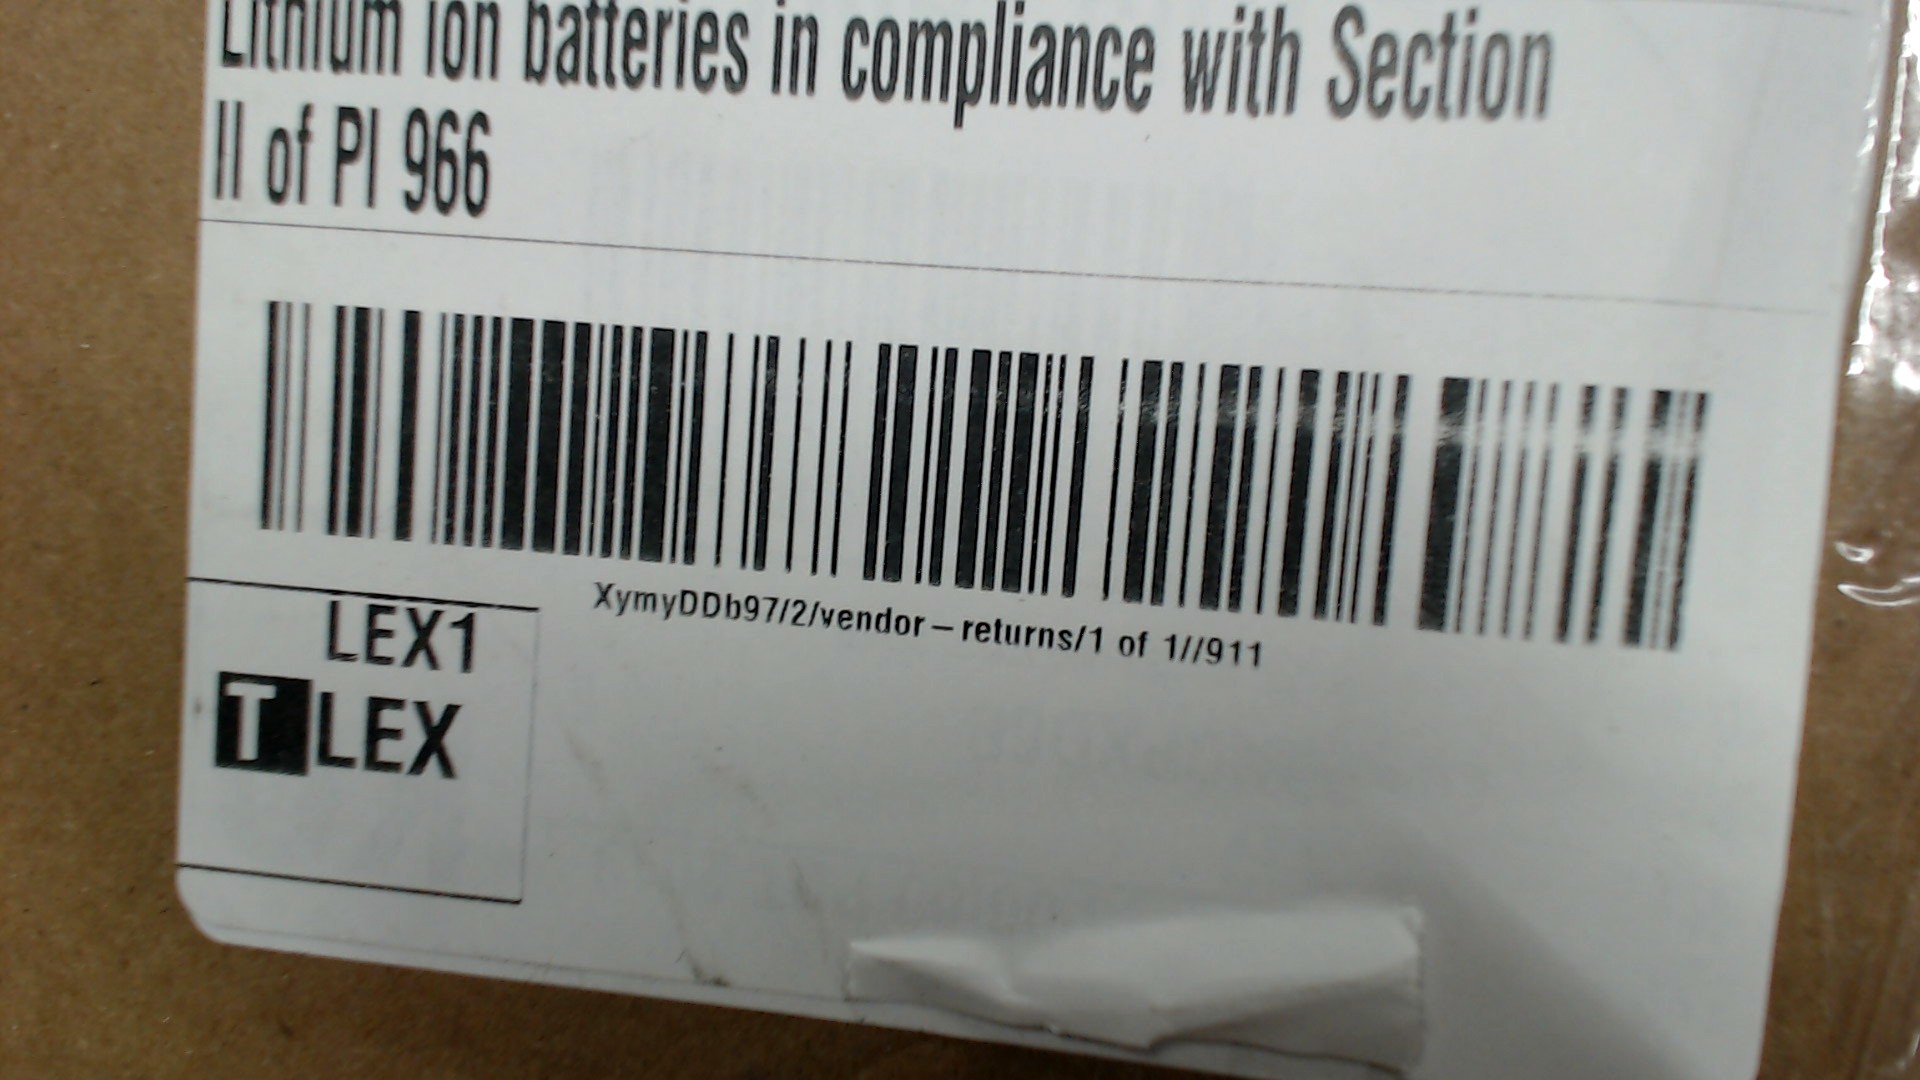 Lithium ion batteries in compliance with Section
II of PI 966
XymyDDb97/2/vendor-returns/1 of 1//911
LEX1
T LEX